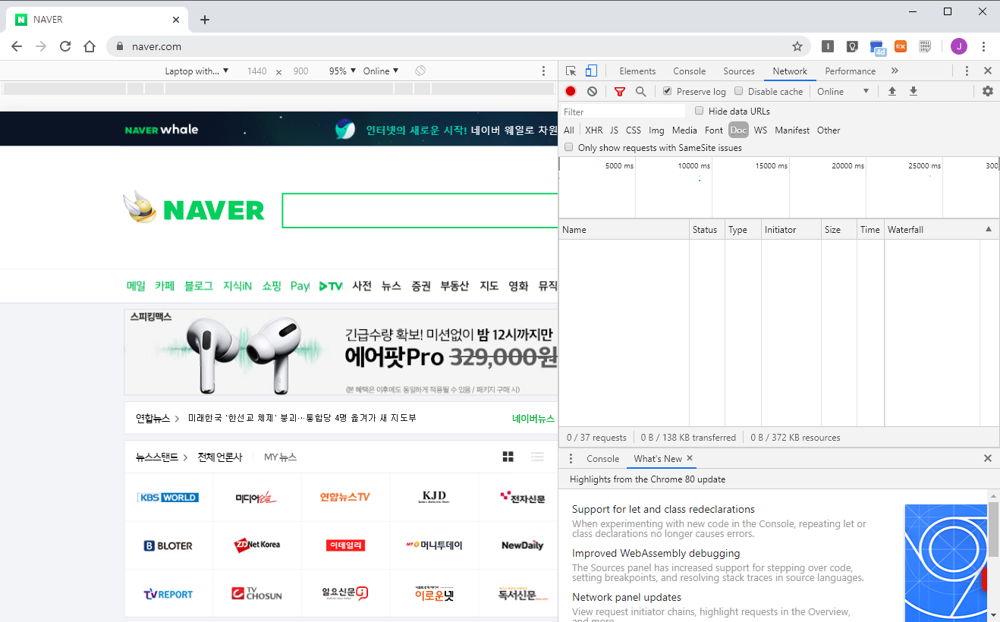 NAVER
naver.com
4d
Ex
J
Laptop with... ▼ 1440 × 900 95% ▼ Online ▼
Elements Console Sources Network Performance »
Preserve log Disable cache Online ▼
Filter Hide data URLs
All XHR JS CSS Img Media Font Doc WS Manifest Other
Only show requests with SameSite issues
5000 ms 10000 ms 15000 ms 20000 ms 25000 ms 300
Name Status Type Initiator Size Time Waterfall ▲
0 / 37 requests 0 B / 138 KB transferred 0 B / 372 KB resources
Console What's New ×
Highlights from the Chrome 80 update
Support for let and class redeclarations
When experimenting with new code in the Console, repeating let or
class declarations no longer causes errors.
Improved WebAssembly debugging
The Sources panel has increased support for stepping over code,
setting breakpoints, and resolving stack traces in source languages.
Network panel updates
View request initiator chains, highlight requests in the Overview,
and more.
NAVER whale 인터넷의 새로운 시작! 네이버 웨일로 차원
NAVER
메일 카페 블로그 지식iN 쇼핑 Pay TV 사전 뉴스 증권 부동산 지도 영화 뮤직
스피킹맥스
긴급수량 확보! 미션없이 밤 12시까지만
에어팟Pro 329,000원
(본 혜택은 이후에도 동일하게 적용될 수 있음 / 패키지 구매 시)
연합뉴스 > 미래한국 '한선교 체제' 붕괴…통합당 4명 옮겨가 새 지도부 네이버뉴스
뉴스스탠드 > 전체 언론사 MY 뉴스
KBS WORLD 미디어오늘 연합뉴스TV KJD 전자신문
BLOTER ZDNet Korea 이데일리 MT 머니투데이 NewDaily
TVREPORT TV CHOSUN 일요신문 이로운넷 독서신문